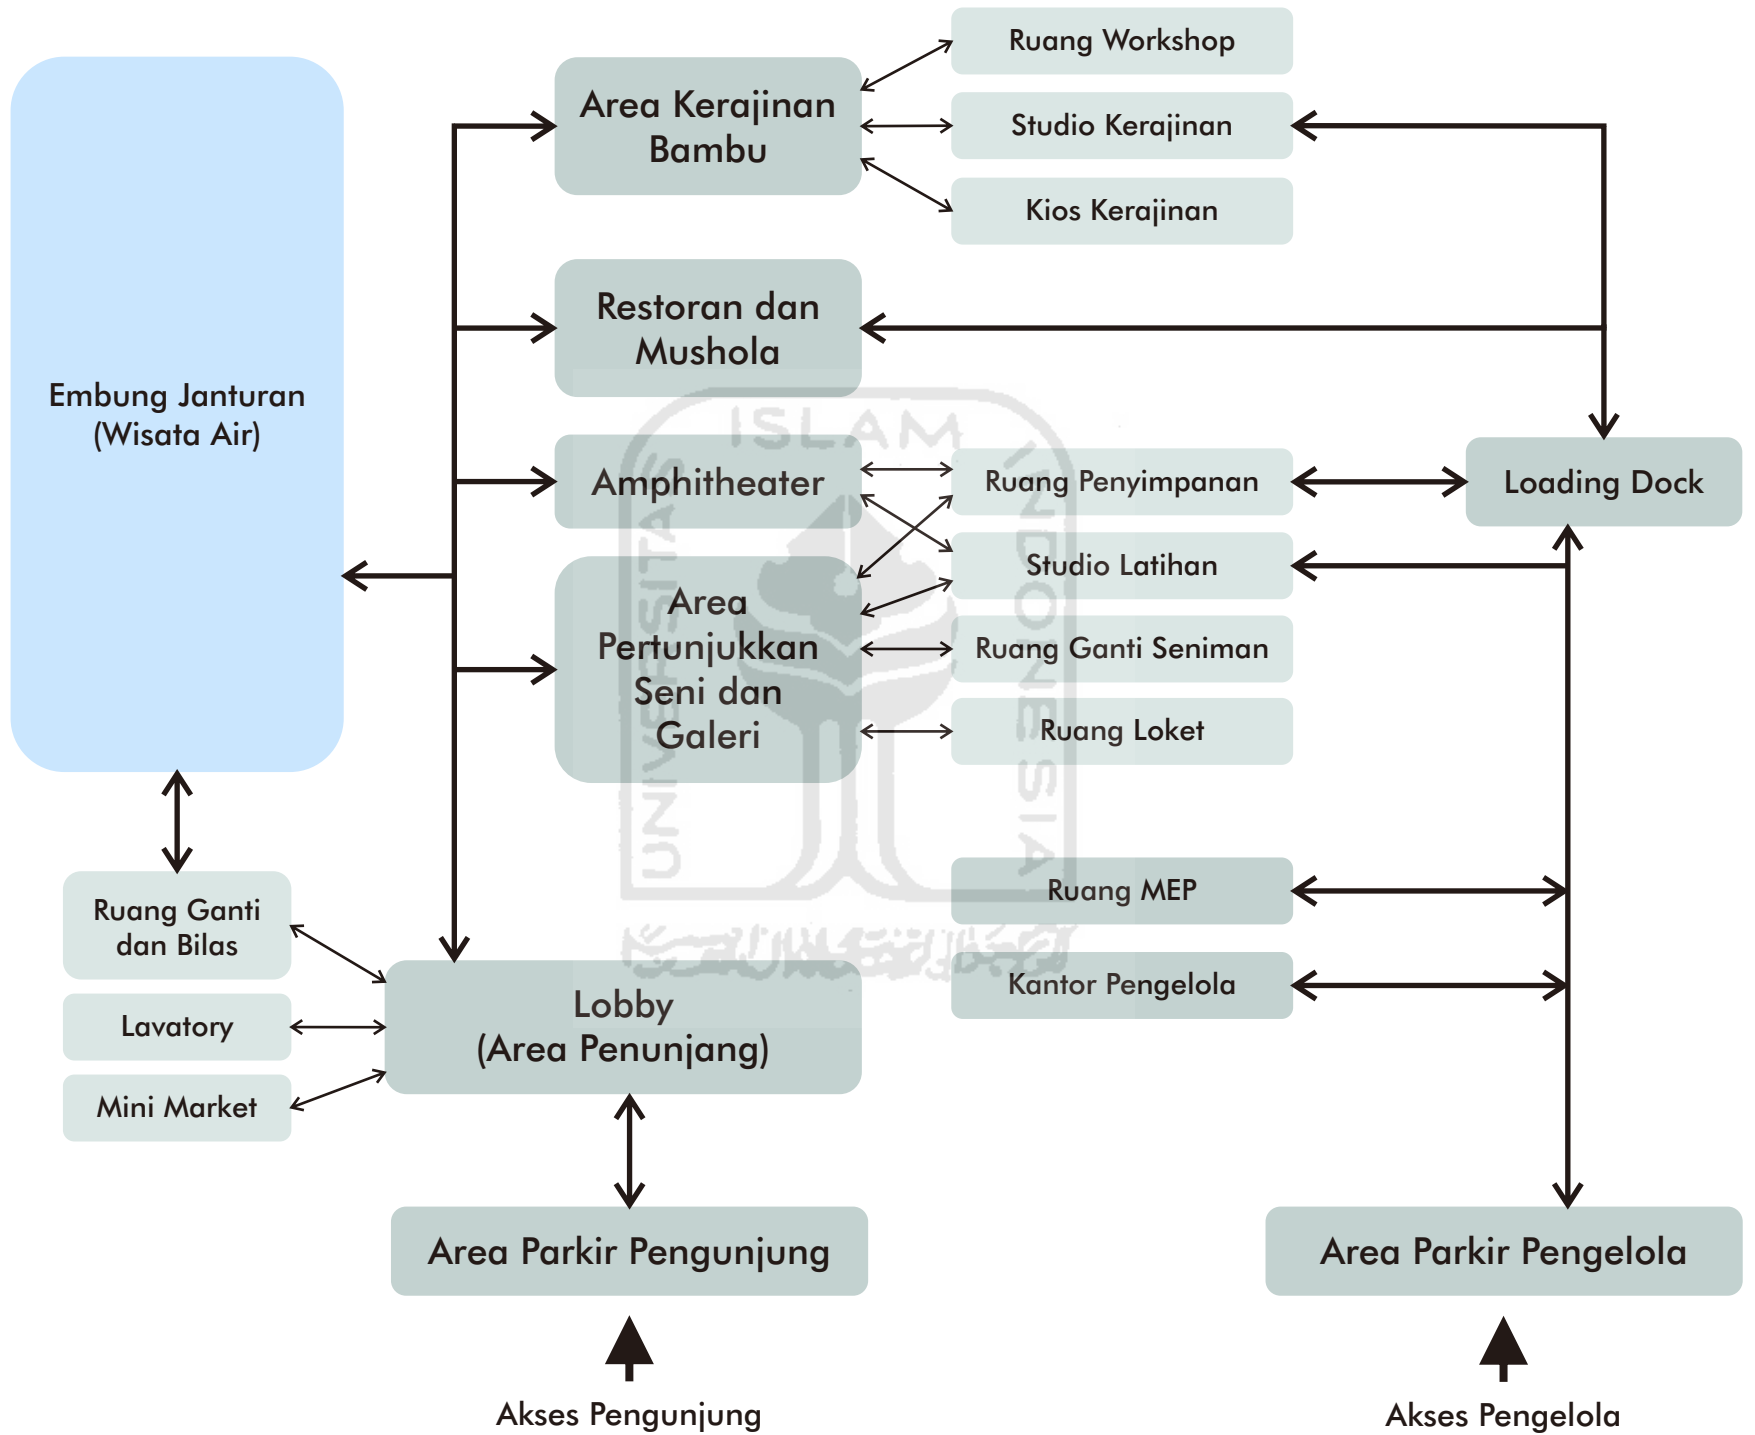 Ruang Workshop
Area Kerajinan
Bambu
Studio Kerajinan
Kios Kerajinan
Restoran dan
Mushola
Embung Janturan
(Wisata Air)
ISLAM
UNIVERSITAS
INDONESIA
Amphitheater
Ruang Penyimpanan
Loading Dock
Studio Latihan
Area
Pertunjukkan
Seni dan
Galeri
Ruang Ganti Seniman
Ruang Loket
Ruang MEP
Kantor Pengelola
Ruang Ganti
dan Bilas
Lavatory
Mini Market
Lobby
(Area Penunjang)
Area Parkir Pengunjung
Area Parkir Pengelola
Akses Pengunjung
Akses Pengelola